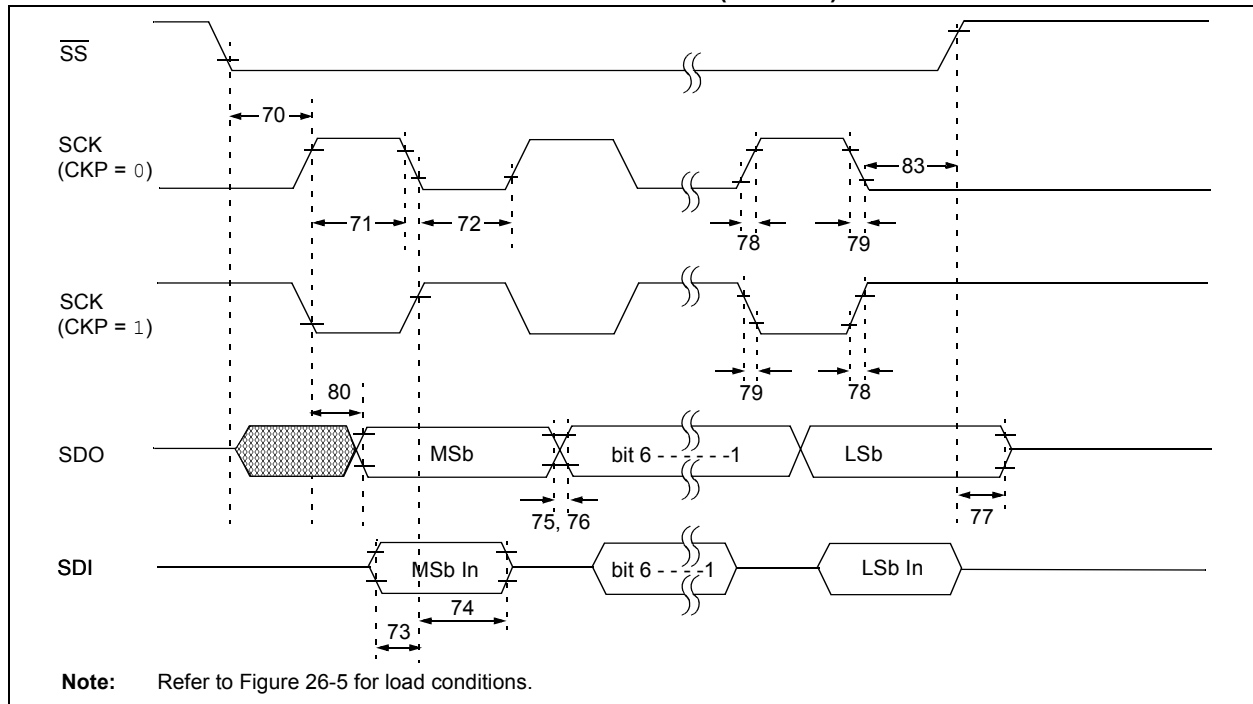 SS
70
SCK
(CKP = 0)
83
71
72
78
79
SCK
(CKP = 1)
80
79
78
SDO
MSb
bit 6 - - - - - - -1
LSb
75, 76
77
SDI
MSb In
bit 6 - - - - -1
LSb In
74
73
Note: Refer to Figure 26-5 for load conditions.